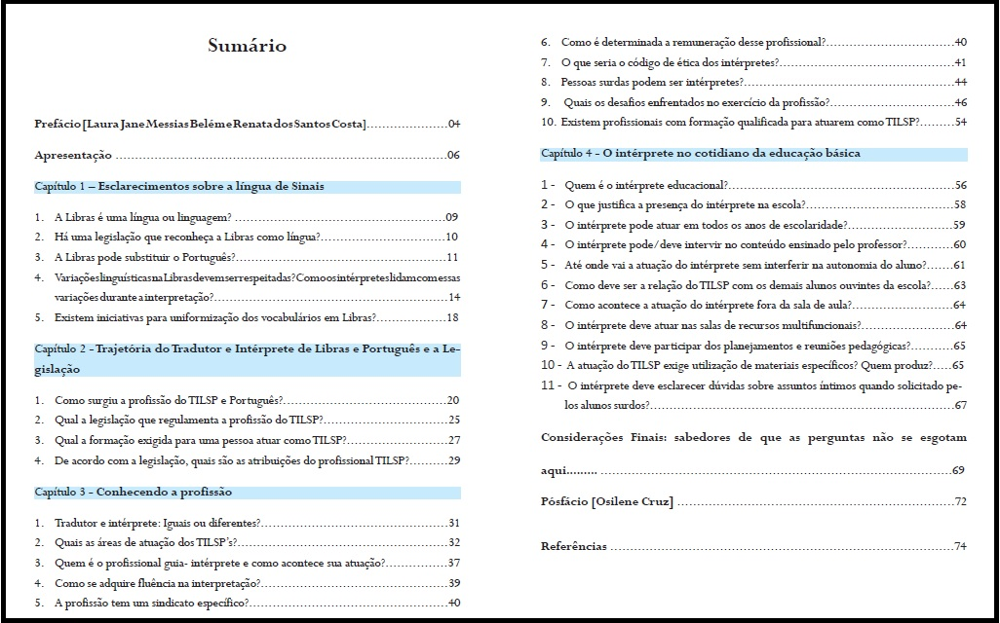 Sumário
Prefácio [Laura Jane Messias Belém e Renata dos Santos Costa].....................04
Apresentação .....................................................................................06
Capítulo 1 – Esclarecimentos sobre a língua de Sinais
1. A Libras é uma língua ou linguagem? ......................................................09
2. Há uma legislação que reconheça a Libras como língua?................................10
3. A Libras pode substituir o Português?......................................................11
4. Variações linguísticas na Libras devem ser respeitadas? Como os intérpretes lidam com essas
variações durante a interpretação?............................................................14
5. Existem iniciativas para uniformização dos vocabulários em Libras?..................18
Capítulo 2 - Trajetória do Tradutor e Intérprete de Libras e Português e a Le-
gislação
1. Como surgiu a profissão do TILSP e Português?..........................................20
2. Qual a legislação que regulamenta a profissão do TILSP?................................25
3. Qual a formação exigida para uma pessoa atuar como TILSP?..........................27
4. De acordo com a legislação, quais são as atribuições do profissional TILSP?..........29
Capítulo 3 - Conhecendo a profissão
1. Tradutor e intérprete: Iguais ou diferentes?................................................31
2. Quais as áreas de atuação dos TILSP's?......................................................32
3. Quem é o profissional guia- intérprete e como acontece sua atuação?................37
4. Como se adquire fluência na interpretação?................................................39
5. A profissão tem um sindicato específico?...................................................40
6. Como é determinada a remuneração desse profissional?.................................40
7. O que seria o código de ética dos intérpretes?.............................................41
8. Pessoas surdas podem ser intérpretes?......................................................44
9. Quais os desafios enfrentados no exercício da profissão?................................46
10. Existem profissionais com formação qualificada para atuarem como TILSP?.........54
Capítulo 4 - O intérprete no cotidiano da educação básica
1 - Quem é o intérprete educacional?..........................................................56
2 - O que justifica a presença do intérprete na escola?......................................58
3 - O intérprete pode atuar em todos os anos de escolaridade?...........................59
4 - O intérprete pode/deve intervir no conteúdo ensinado pelo professor?............60
5 - Até onde vai a atuação do intérprete sem interferir na autonomia do aluno?.......61
6 - Como deve ser a relação do TILSP com os demais alunos ouvintes da escola?......63
7 - Como acontece a atuação do intérprete fora da sala de aula?..........................64
8 - O intérprete deve atuar nas salas de recursos multifuncionais?........................64
9 - O intérprete deve participar dos planejamentos e reuniões pedagógicas?...........65
10 - A atuação do TILSP exige utilização de materiais específicos? Quem produz?.....65
11 - O intérprete deve esclarecer dúvidas sobre assuntos íntimos quando solicitado pe-
los alunos surdos?..............................................................................67
Considerações Finais: sabedores de que as perguntas não se esgotam
aqui......... ..........................................................................................69
Pósfácio [Osilene Cruz] .......................................................................72
Referências ........................................................................................74